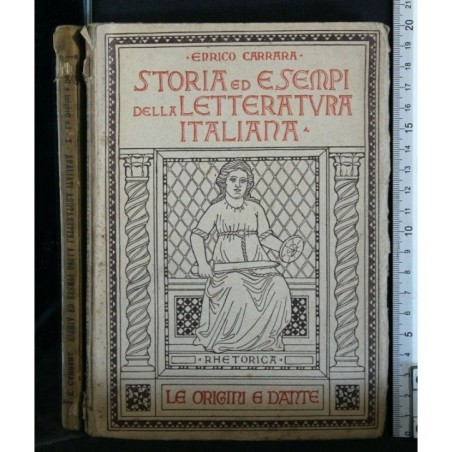 ·ENRICO CARRARA·
STORIA ED ESEMPI
DELLA LETTERATVRA
ITALIANA·
·RHETORICA·
LE ORIGINI E DANTE